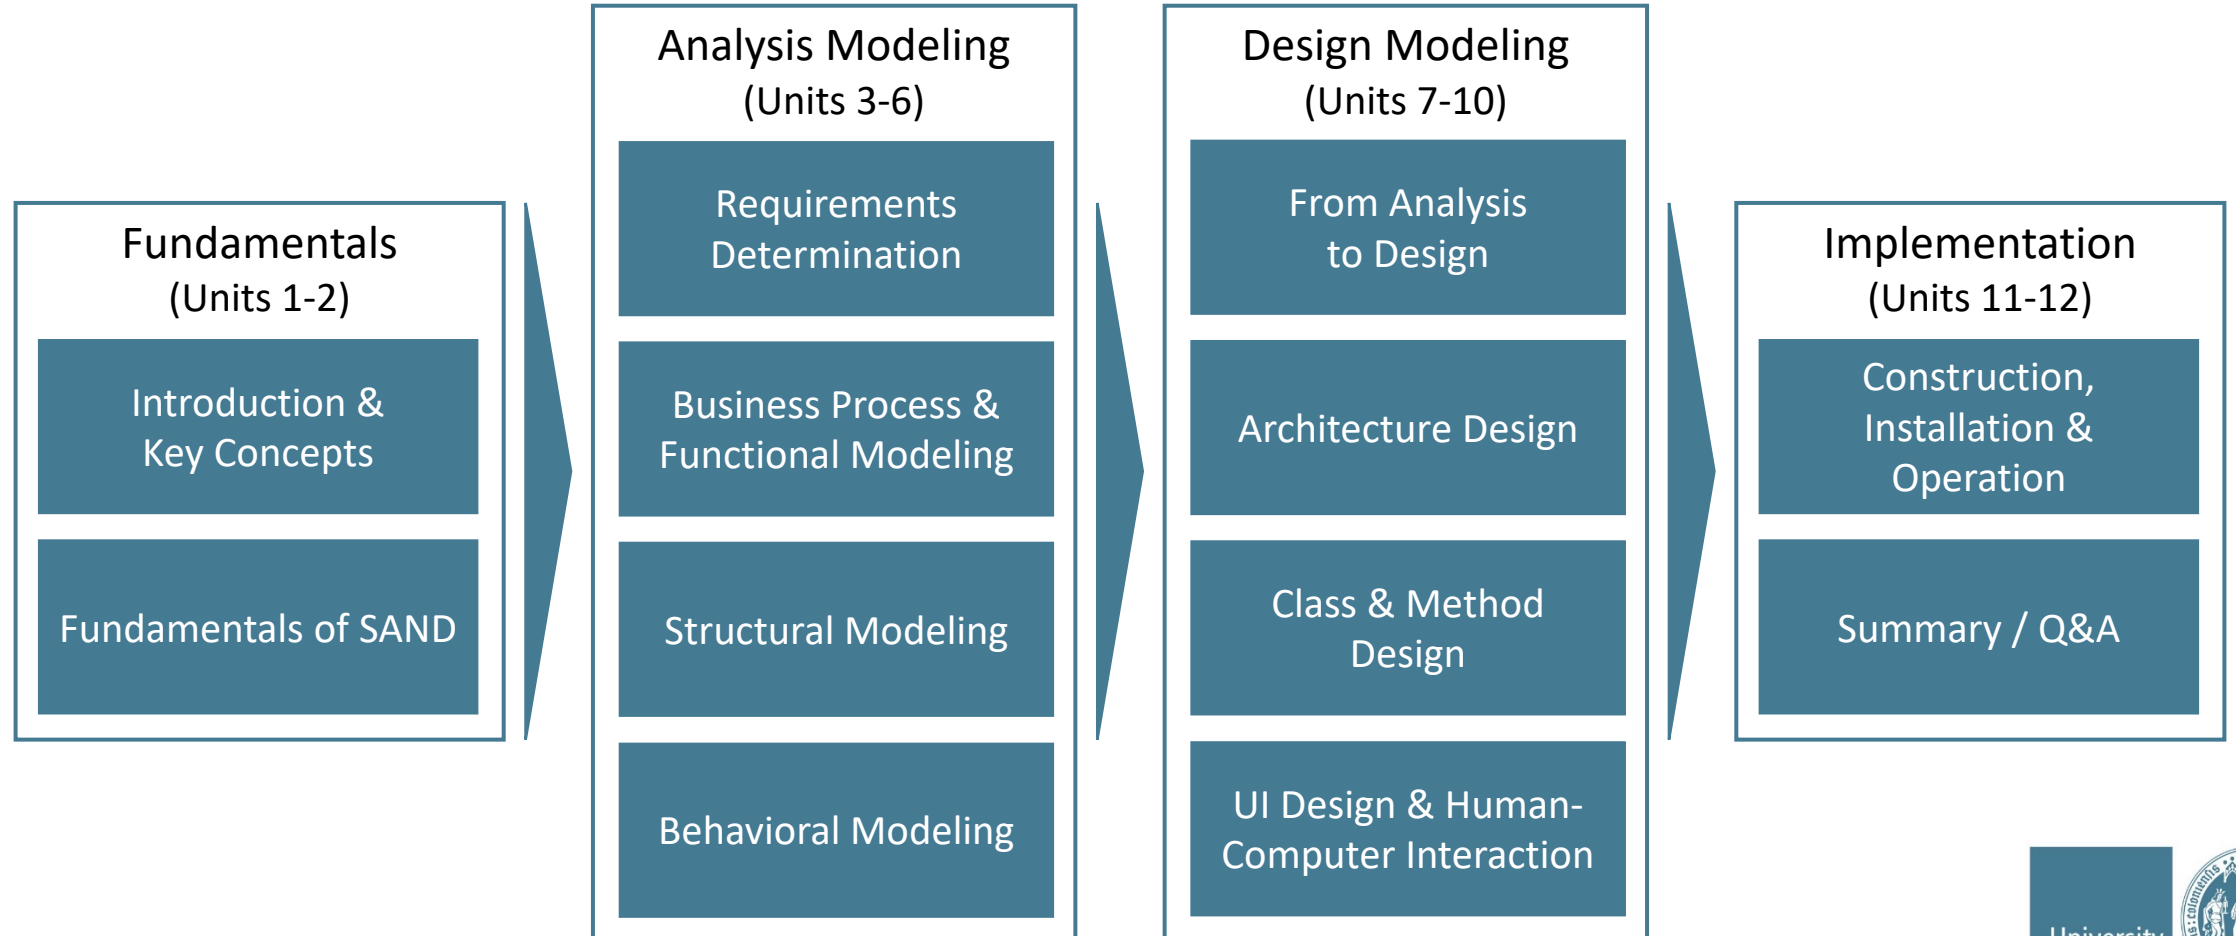 Fundamentals
(Units 1-2)
Introduction &
Key Concepts
Fundamentals of SAND
Analysis Modeling
(Units 3-6)
Requirements
Determination
Business Process &
Functional Modeling
Structural Modeling
Behavioral Modeling
Design Modeling
(Units 7-10)
From Analysis
to Design
Architecture Design
Class & Method
Design
UI Design & Human-
Computer Interaction
Implementation
(Units 11-12)
Construction,
Installation &
Operation
Summary / Q&A
University